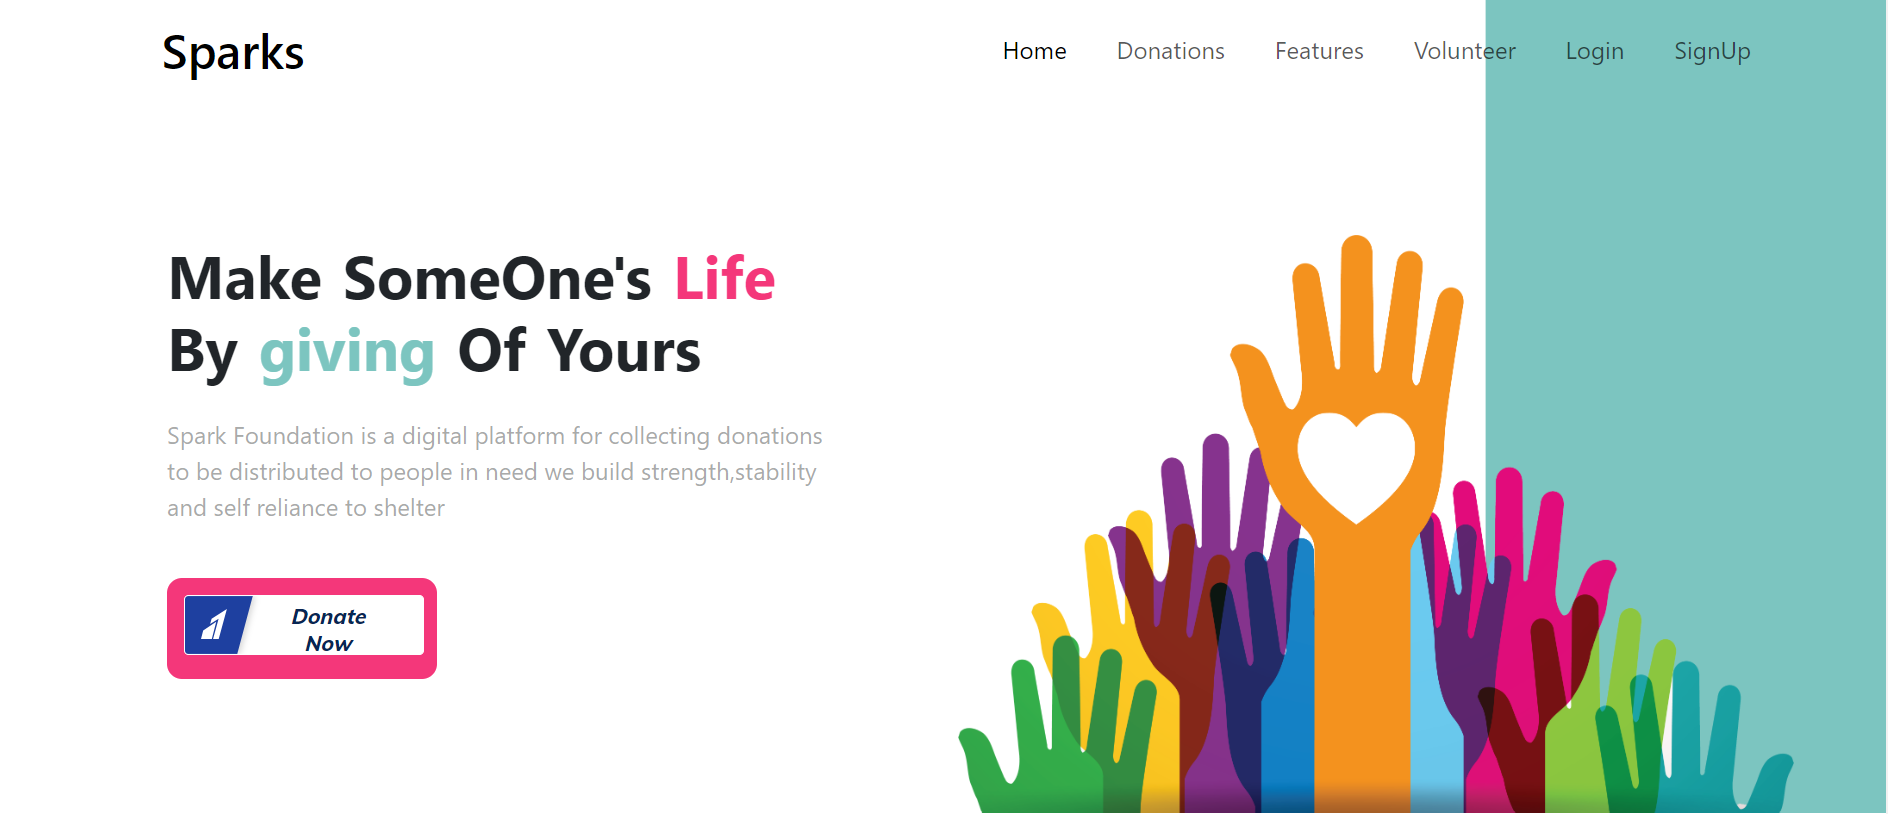 Sparks
Home Donations Features Volunteer Login SignUp
Make SomeOne's Life
By giving Of Yours
Spark Foundation is a digital platform for collecting donations
to be distributed to people in need we build strength,stability
and self reliance to shelter
Donate
Now